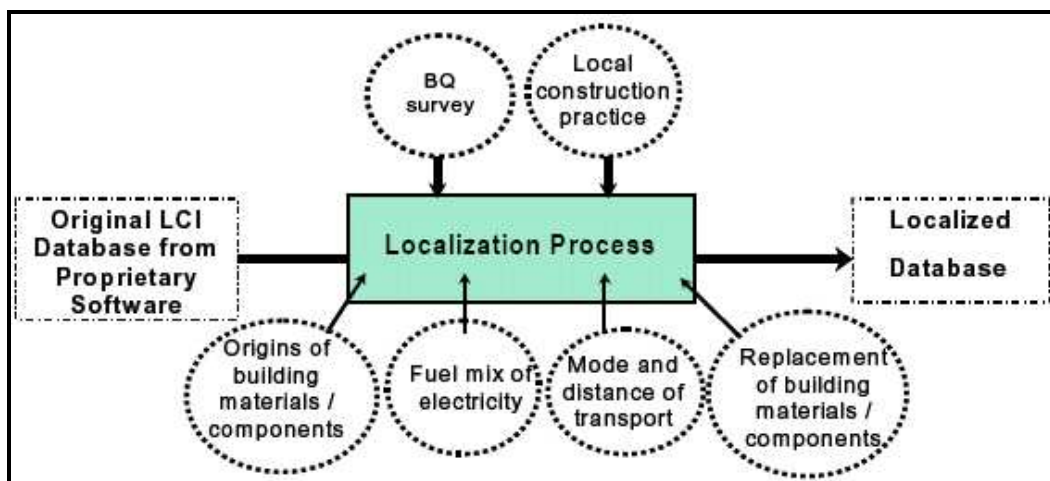 BQ
survey
Local
construction
practice
Original LCI
Database from
Proprietary
Software
Localization Process
Localized
Database
Origins of
building
materials /
components
Fuel mix of
electricity
Mode and
distance of
transport
Replacement
of building
materials /
components